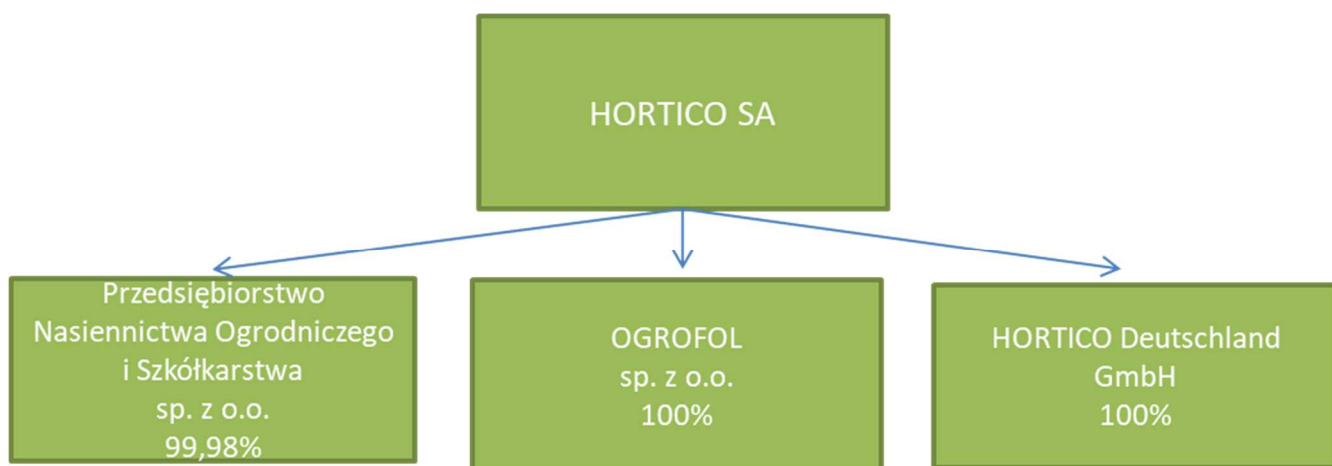 HORTICO SA
Przedsiębiorstwo
Nasiennictwa Ogrodniczego
i Szkółkarstwa
sp. z o.o.
99,98%
OGROFOL
sp. z o.o.
100%
HORTICO Deutschland
GmbH
100%